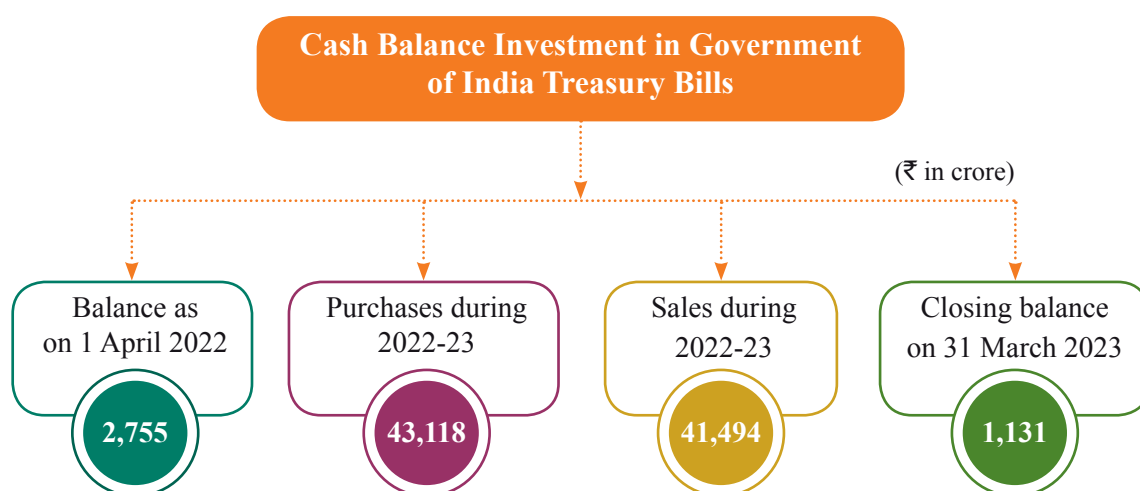 Cash Balance Investment in Government
of India Treasury Bills
(₹ in crore)
Balance as
on 1 April 2022
2,755
Purchases during
2022-23
43,118
Sales during
2022-23
41,494
Closing balance
on 31 March 2023
1,131